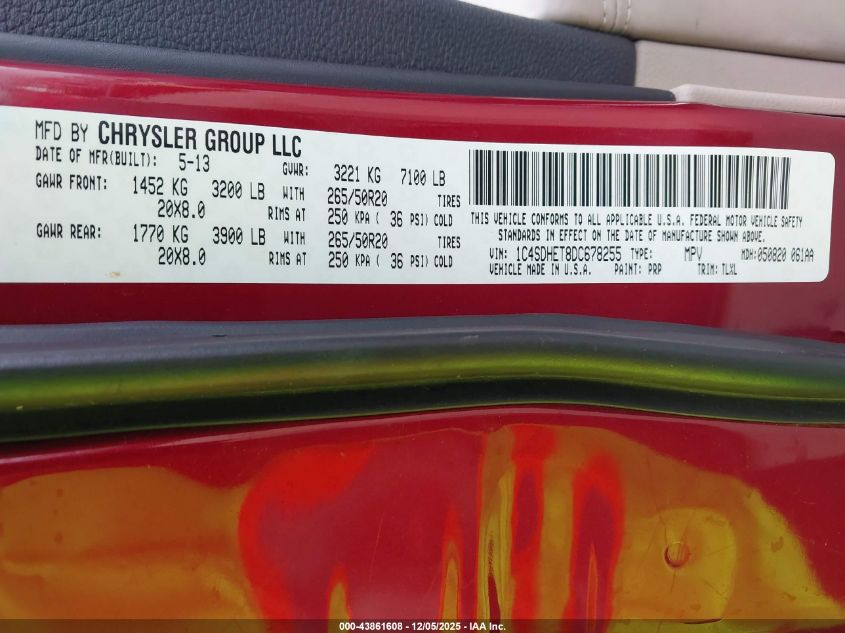 MFD BY CHRYSLER GROUP LLC
DATE OF MFR(BUILT): 5-13 GVWR: 3221 KG 7100 LB
GAWR FRONT: 1452 KG 3200 LB WITH 265/50R20 TIRES
20X8.0 RIMS AT 250 KPA ( 36 PSI) COLD
GAWR REAR: 1770 KG 3900 LB WITH 265/50R20 TIRES
20X8.0 RIMS AT 250 KPA ( 36 PSI) COLD
THIS VEHICLE CONFORMS TO ALL APPLICABLE U.S.A. FEDERAL MOTOR VEHICLE SAFETY
STANDARDS IN EFFECT ON THE DATE OF MANUFACTURE SHOWN ABOVE.
VIN: 1C4SDHET8DC678255 TYPE: MPV MDH:050820 061AA
VEHICLE MADE IN U.S.A. PAINT: PRP TRIM: TLXL
000-43861608 - 12/05/2025 - IAA Inc.